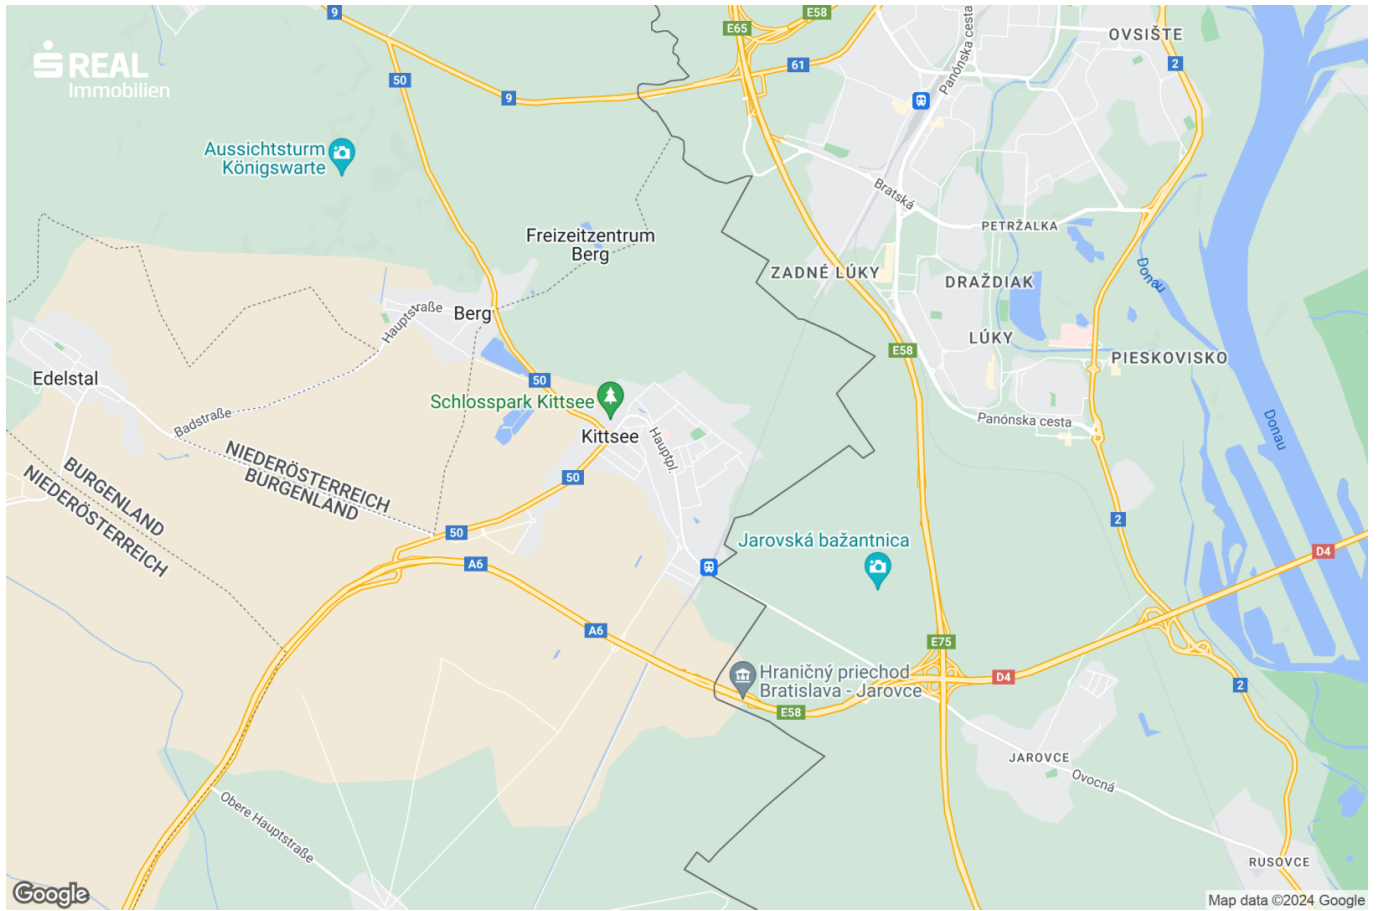 REAL
Immobilien
9
E58
E65
61
50
9
Panónska cesta
OVSIŠTE
2
Aussichtsturm
Königswarte
Bratská
PETRŽALKA
Freizeitzentrum
Berg
ZADNÉ LÚKY
DRAŽDIAK
Donau
Hauptstraße
Berg
LÚKY
E58
PIESKOVISKO
Edelstal
50
Schlosspark Kittsee
Badstraße
Kittsee
Hauptpl.
Panónska cesta
Donau
NIEDERÖSTERREICH
BURGENLAND
BURGENLAND
NIEDERÖSTERREICH
50
50
2
Jarovská bažantnica
D4
A6
A6
E75
Hraničný priechod
Bratislava - Jarovce
D4
2
E58
JAROVCE
Ovocná
Obere Hauptstraße
RUSOVCE
Google
Map data ©2024 Google